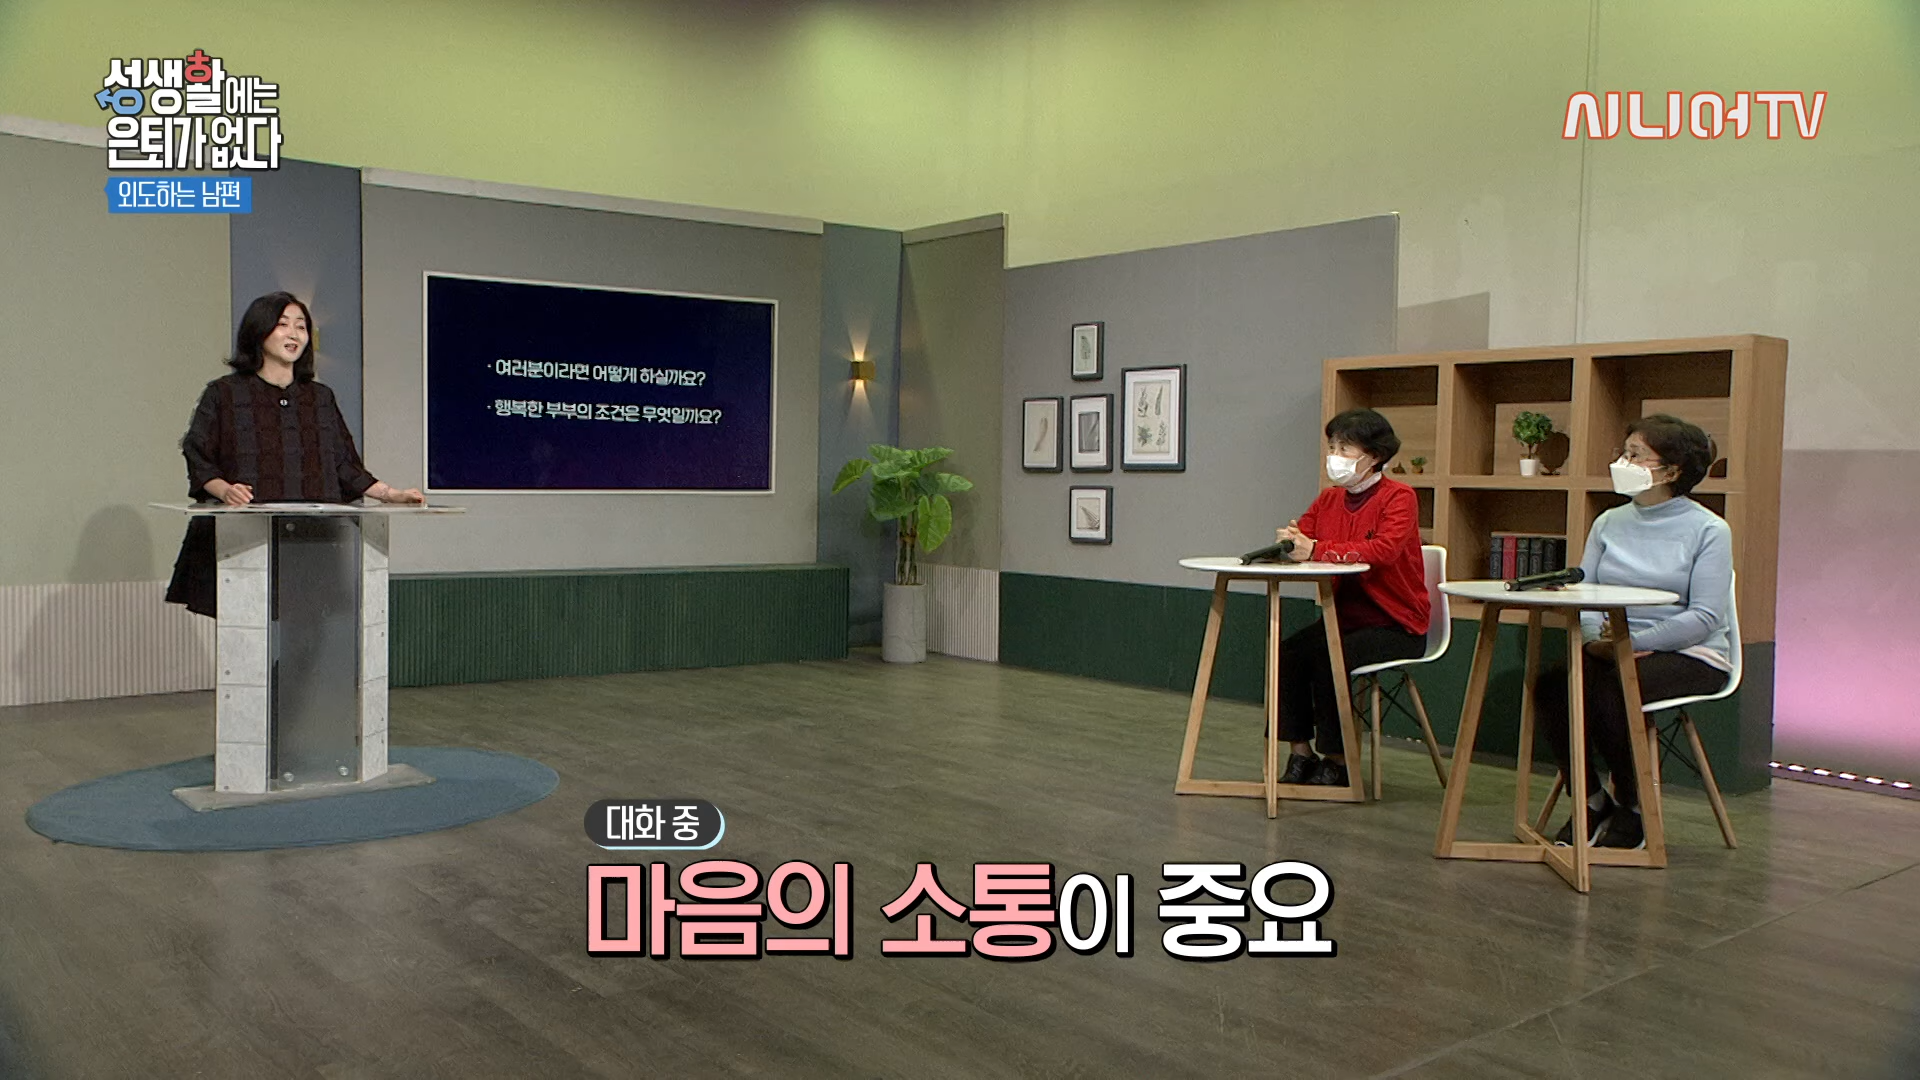 성생활에는
은퇴가 없다
외도하는 남편
시니어TV
· 여러분이라면 어떻게 하실까요?
· 행복한 부부의 조건은 무엇일까요?
대화 중
마음의 소통이 중요